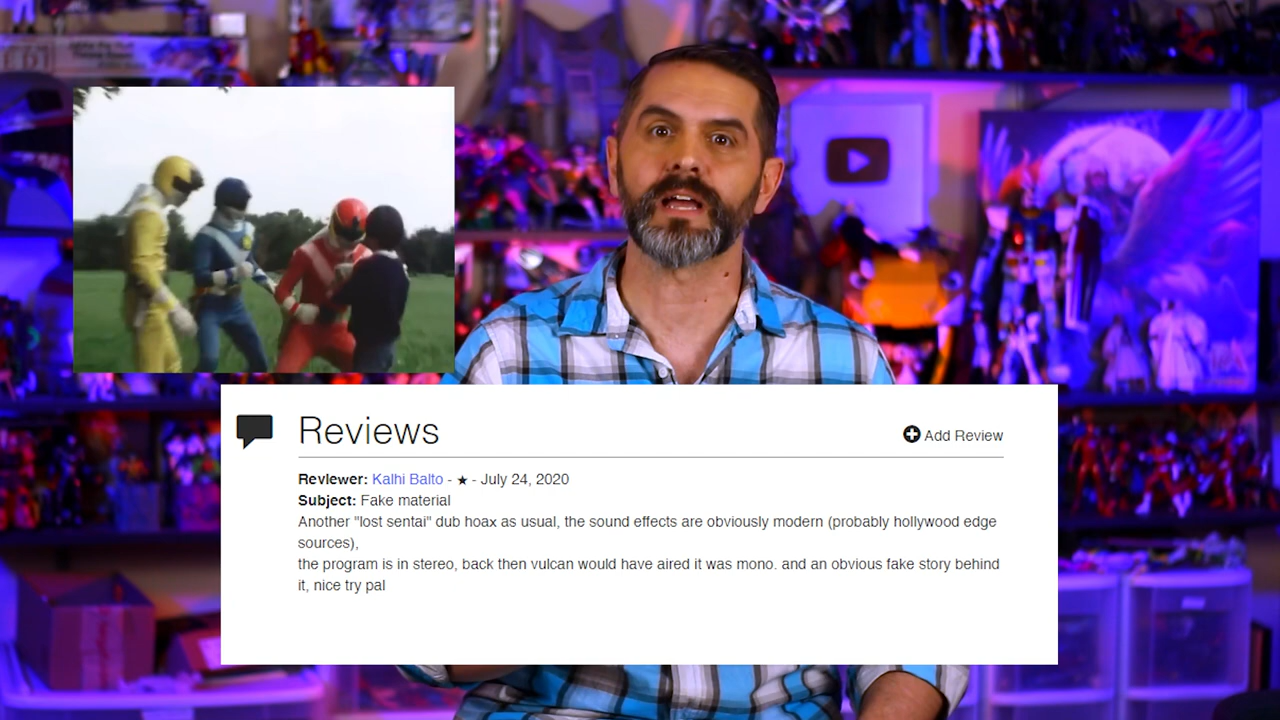 Reviews
Add Review
Reviewer: Kalhi Balto - ★ - July 24, 2020
Subject: Fake material
Another "lost sentai" dub hoax as usual, the sound effects are obviously modern (probably hollywood edge
sources),
the program is in stereo, back then vulcan would have aired it was mono. and an obvious fake story behind
it, nice try pal